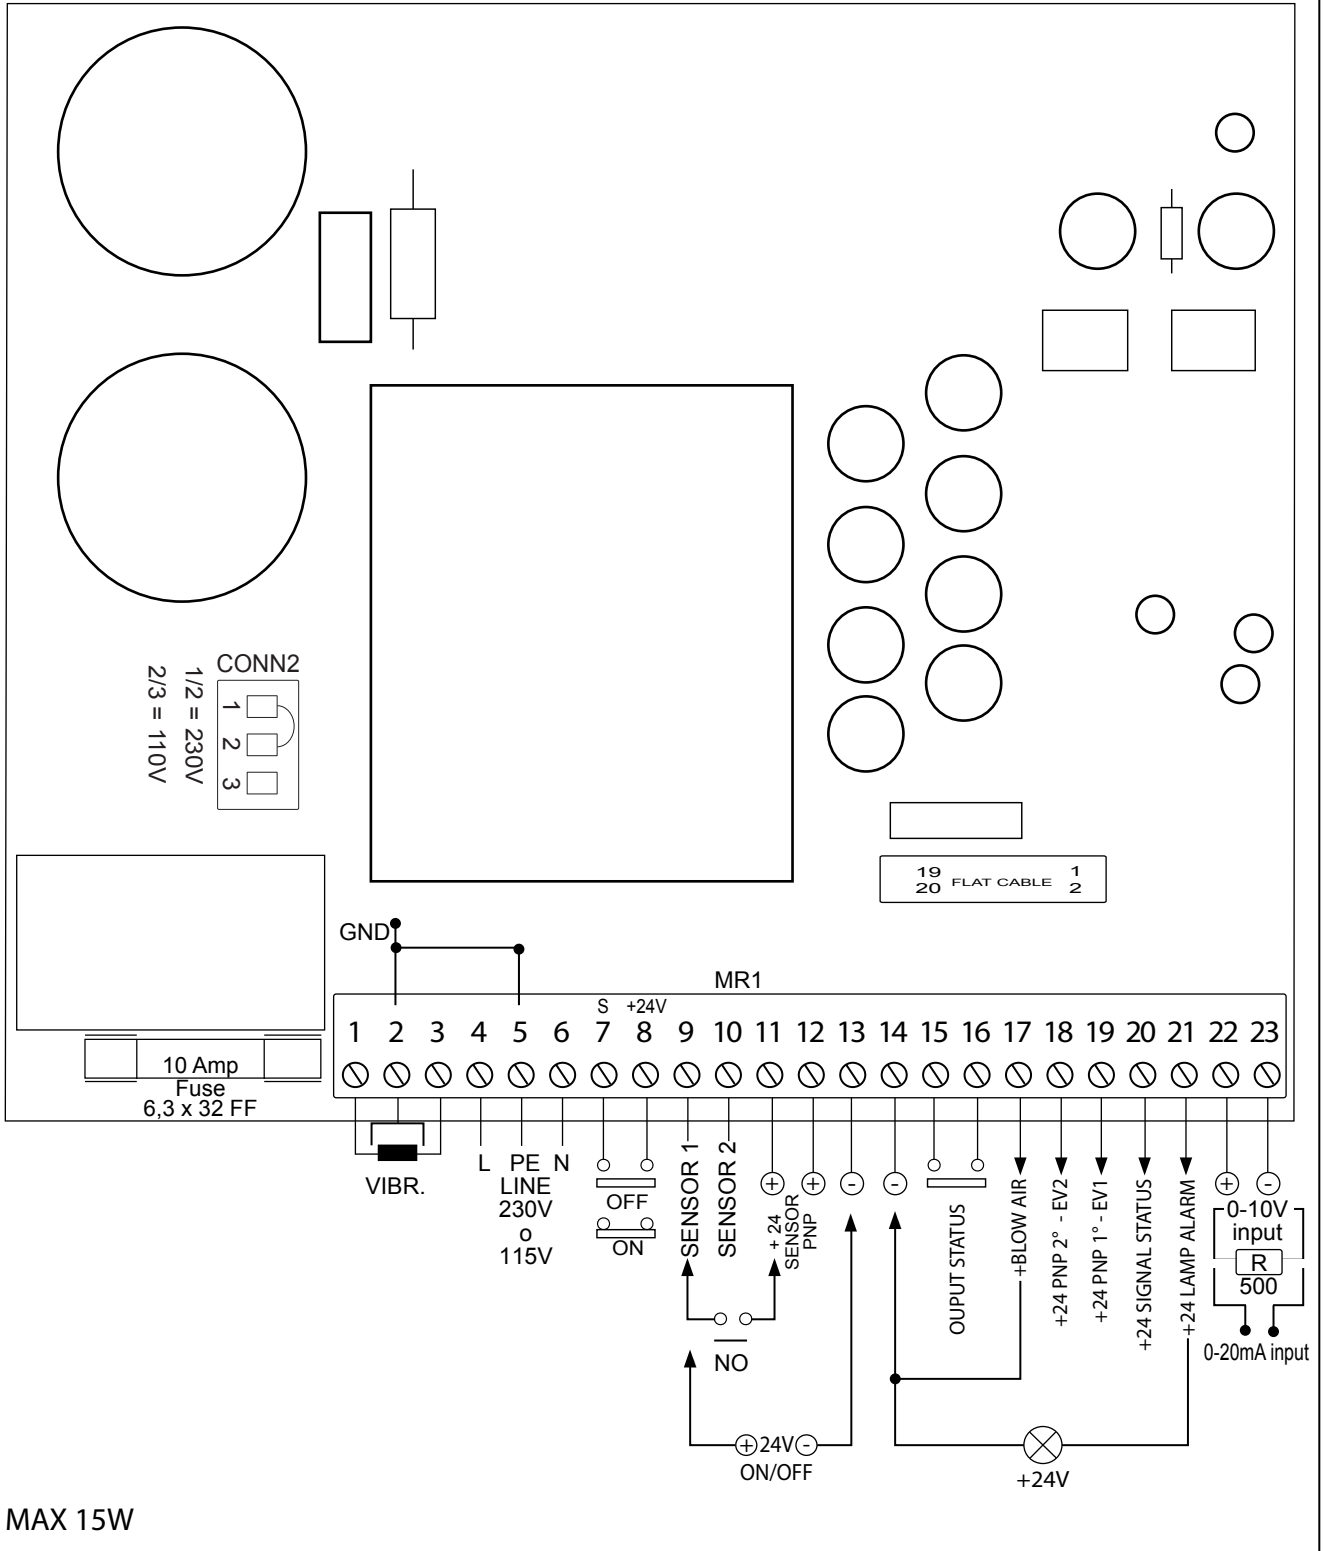 CONN2
1
2
3
1/2 = 230V
2/3 = 110V
19 FLAT CABLE 1
20 2
GND
MR1
S +24V
1 2 3 4 5 6 7 8 9 10 11 12 13 14 15 16 17 18 19 20 21 22 23
10 Amp
Fuse
6,3 x 32 FF
VIBR.
L PE N
LINE
230V
o
115V
OFF
ON
SENSOR 1
SENSOR 2
+ 24
SENSOR
PNP
+ + - - + -
OUPUT STATUS
+BLOW AIR
+24 PNP 2° - EV2
+24 PNP 1° - EV1
+24 SIGNAL STATUS
+24 LAMP ALARM
0-10V
input
R
500
0-20mA input
NO
+ 24V -
ON/OFF
+24V
MAX 15W